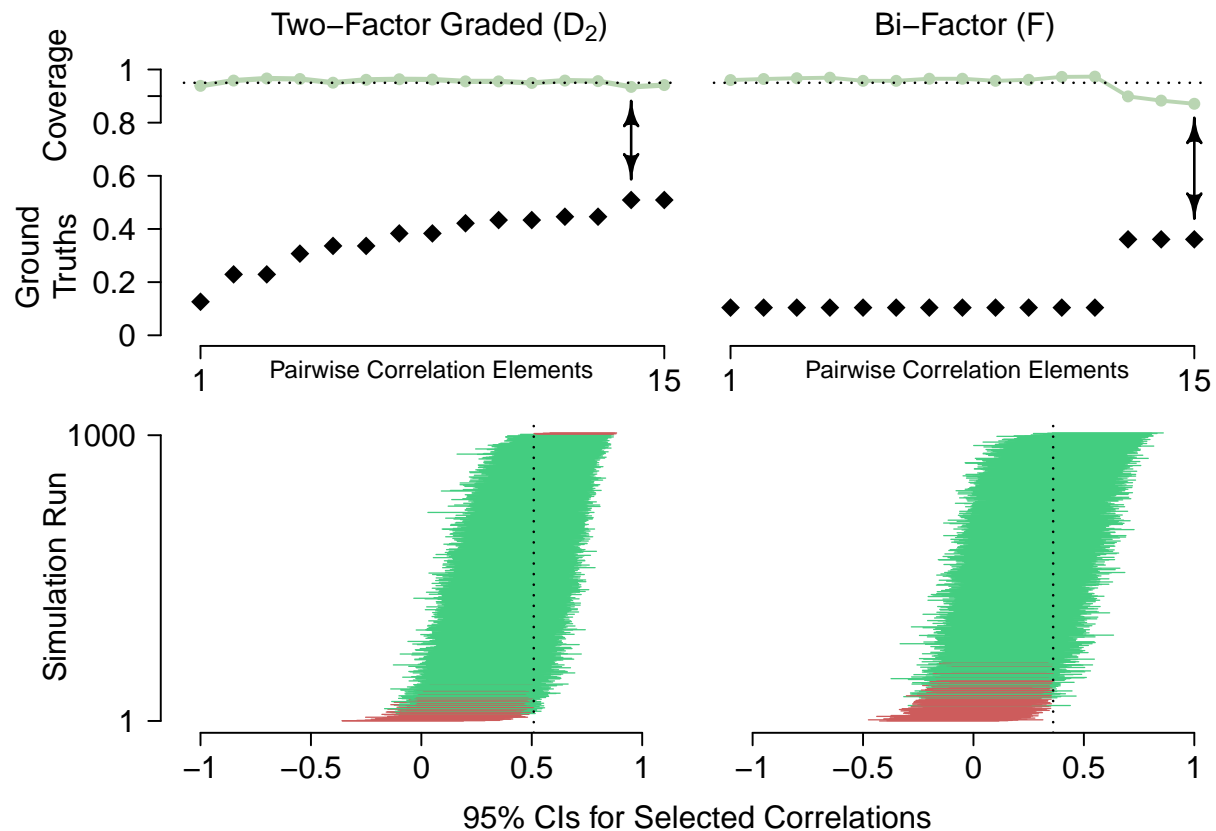 Two−Factor Graded (D2)
Bi−Factor (F)
Coverage
1
0.8
Ground
Truths
0.6
0.4
0.2
0
1
Pairwise Correlation Elements
15
1
Pairwise Correlation Elements
15
Simulation Run
1000
1
−1
−0.5
0
0.5
1
−1
−0.5
0
0.5
1
95% CIs for Selected Correlations